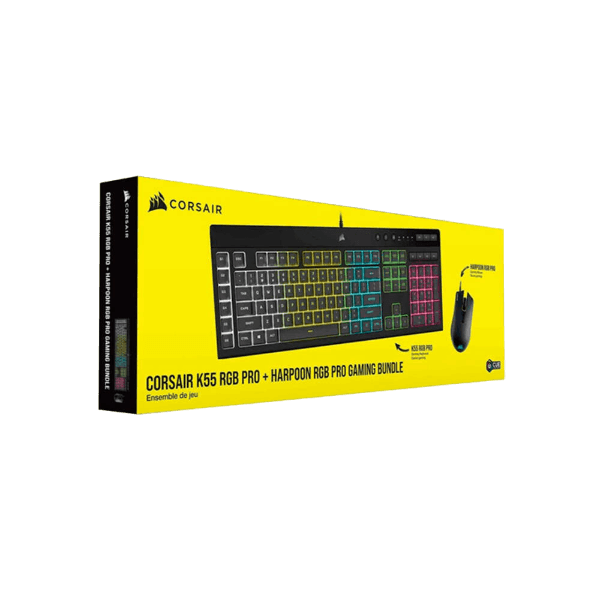 CORSAIR
HARPOON RGB PRO
K55 RGB PRO
CORSAIR K55 RGB PRO + HARPOON RGB PRO GAMING BUNDLE
Ensemble de jeu
CORSAIR
CORSAIR K55 RGB PRO + HARPOON RGB PRO GAMING BUNDLE